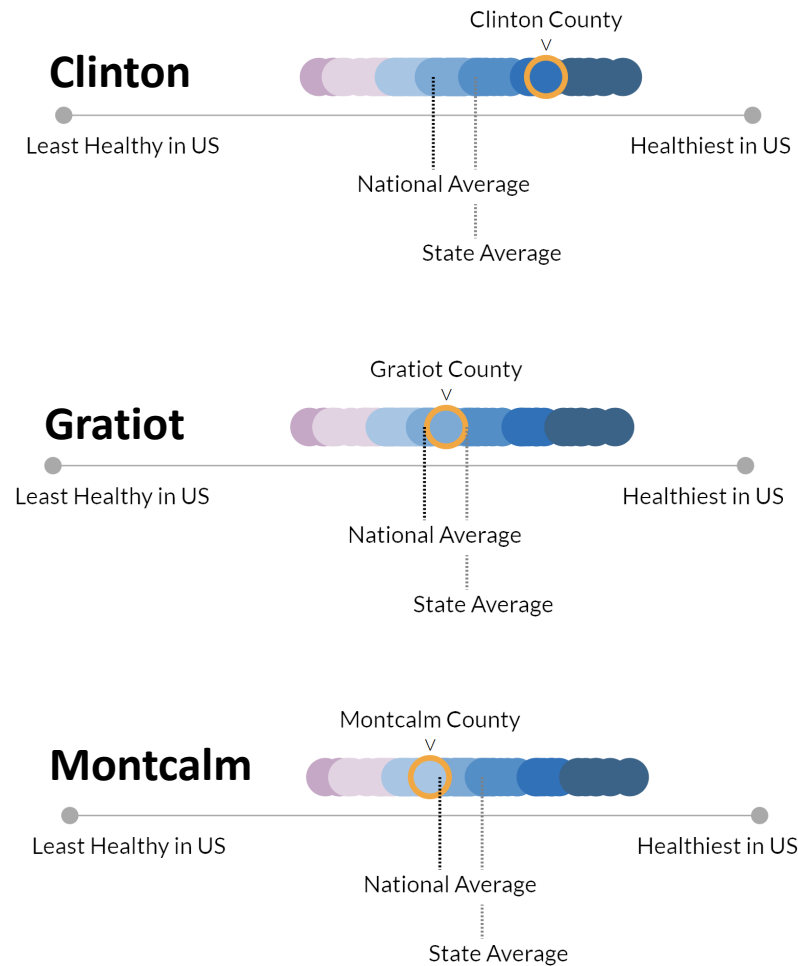 Clinton County
Clinton
Least Healthy in US
Healthiest in US
National Average
State Average
Gratiot County
Gratiot
Least Healthy in US
Healthiest in US
National Average
State Average
Montcalm County
Montcalm
Least Healthy in US
Healthiest in US
National Average
State Average